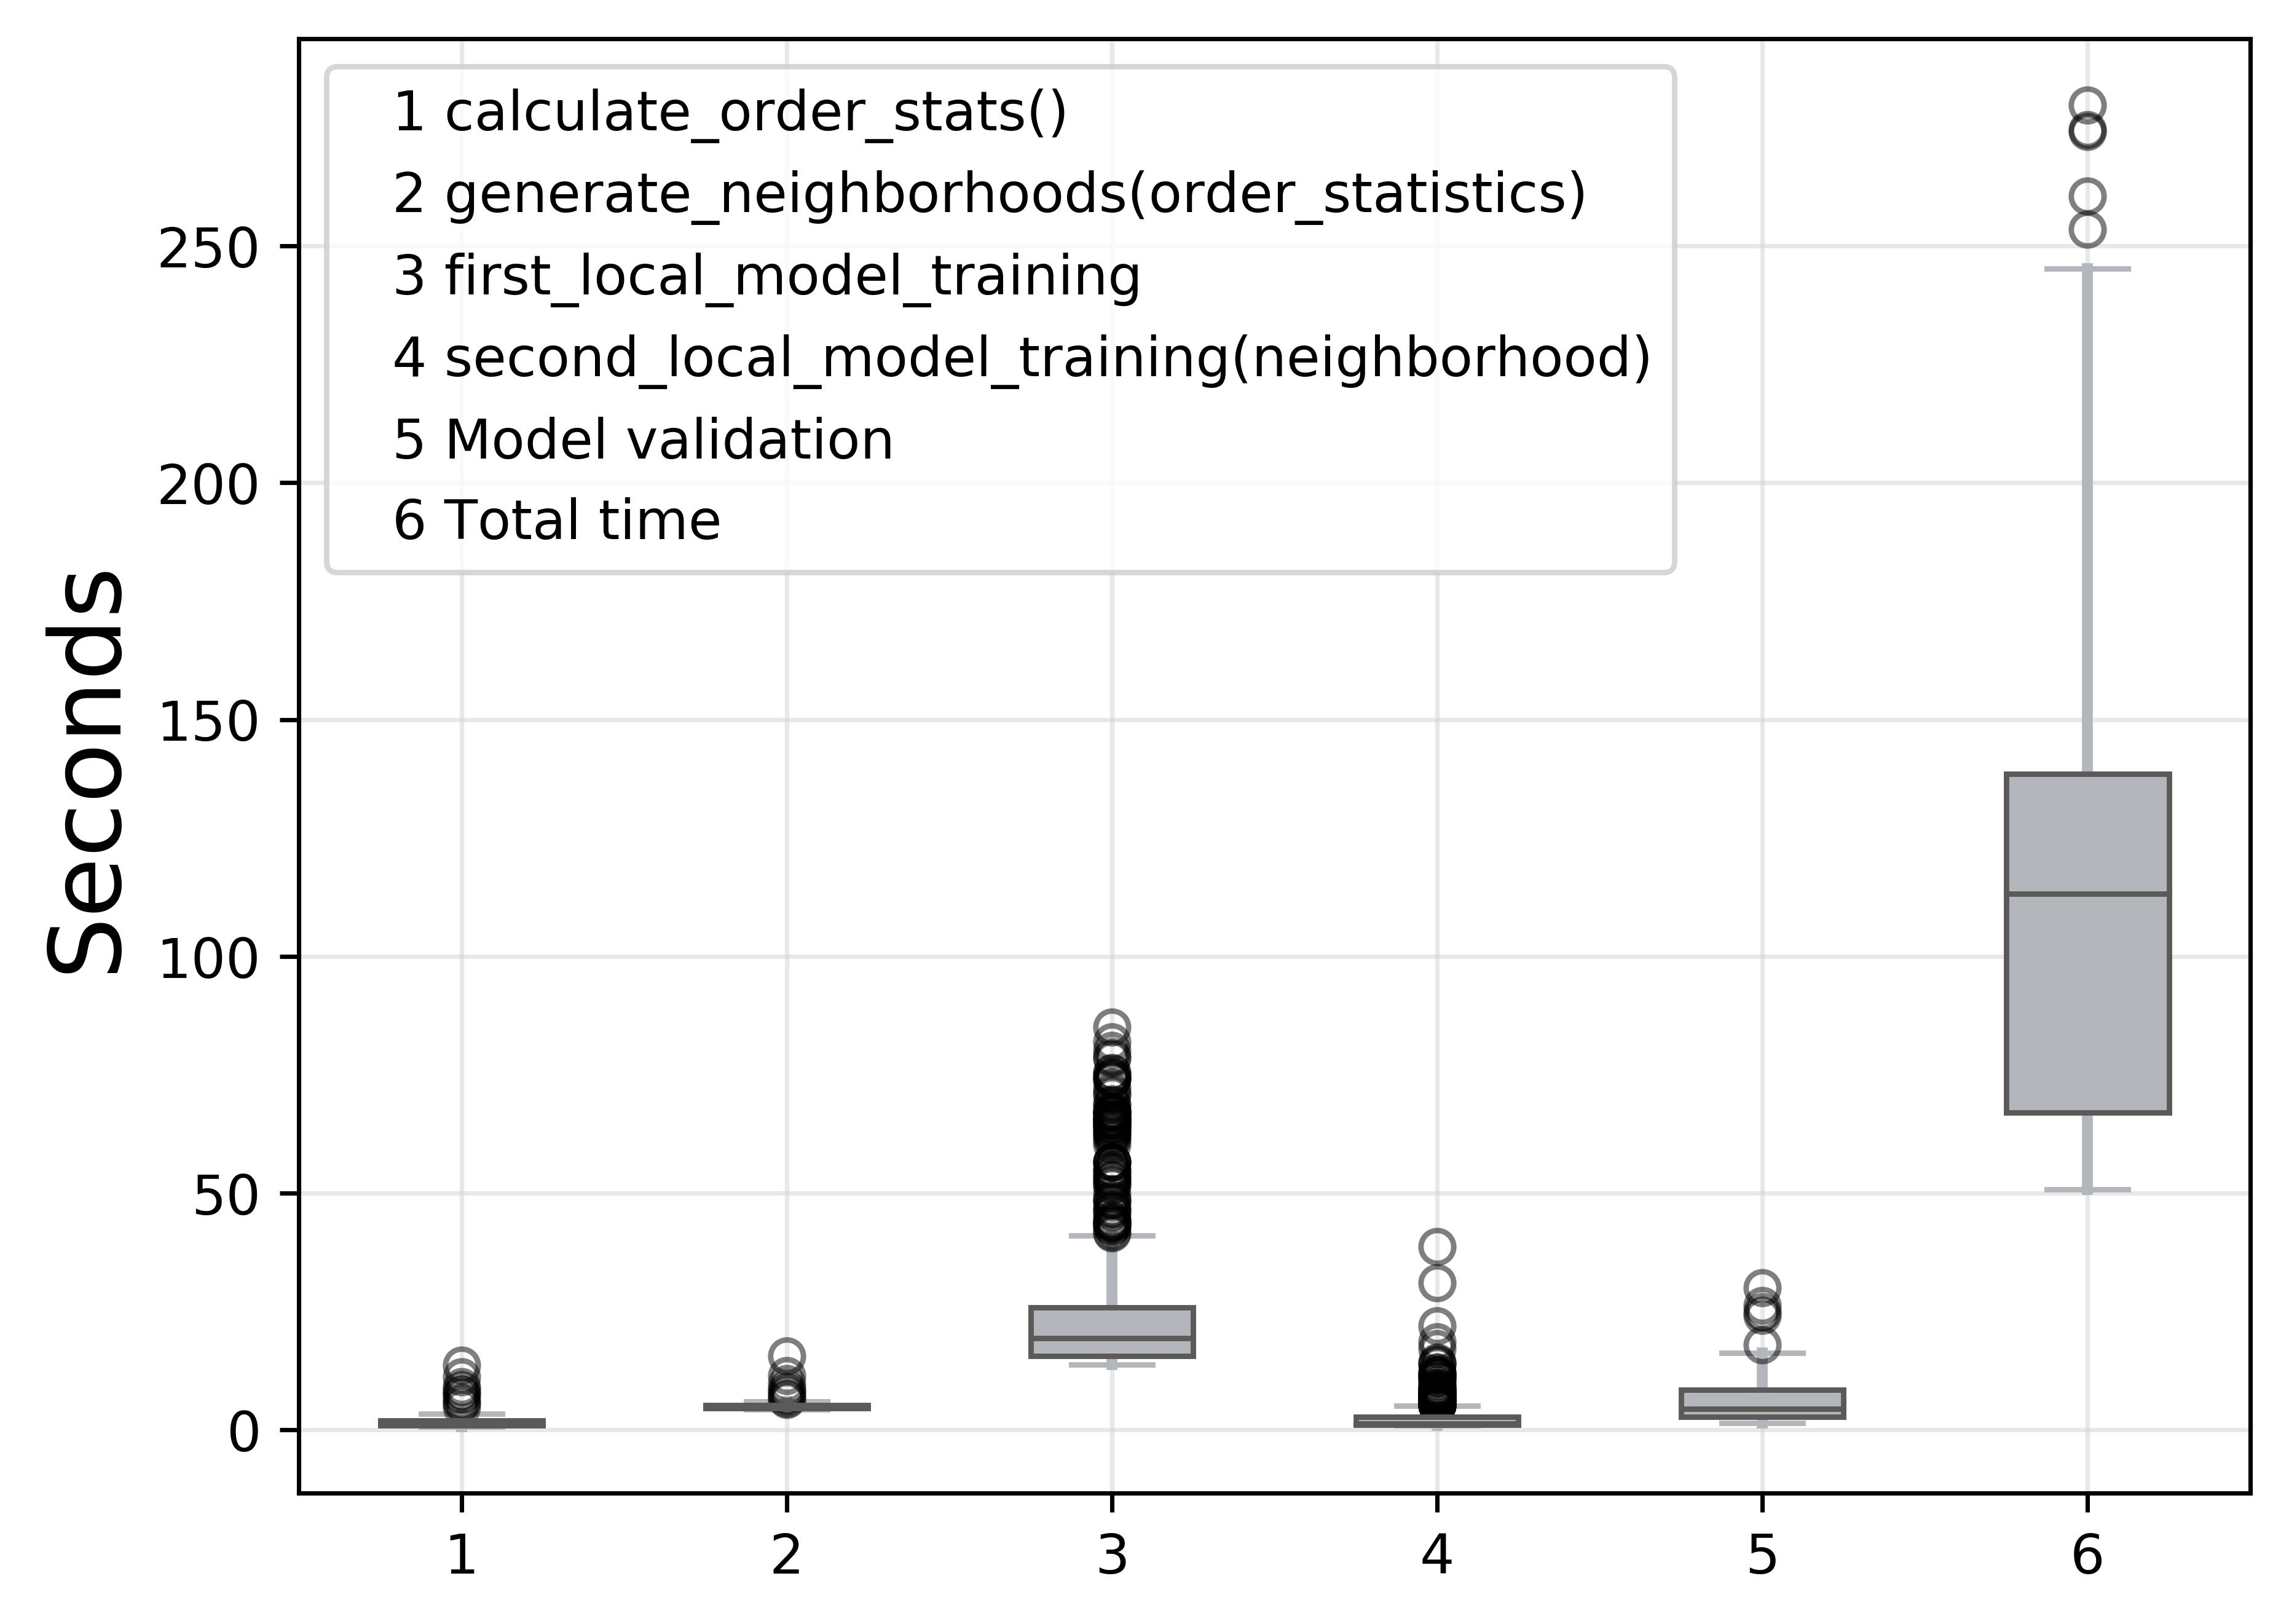 1 calculate_order_stats()
2 generate_neighborhoods(order_statistics)
3 first_local_model_training
4 second_local_model_training(neighborhood)
5 Model validation
6 Total time
Seconds
250
200
150
100
50
0
1 2 3 4 5 6